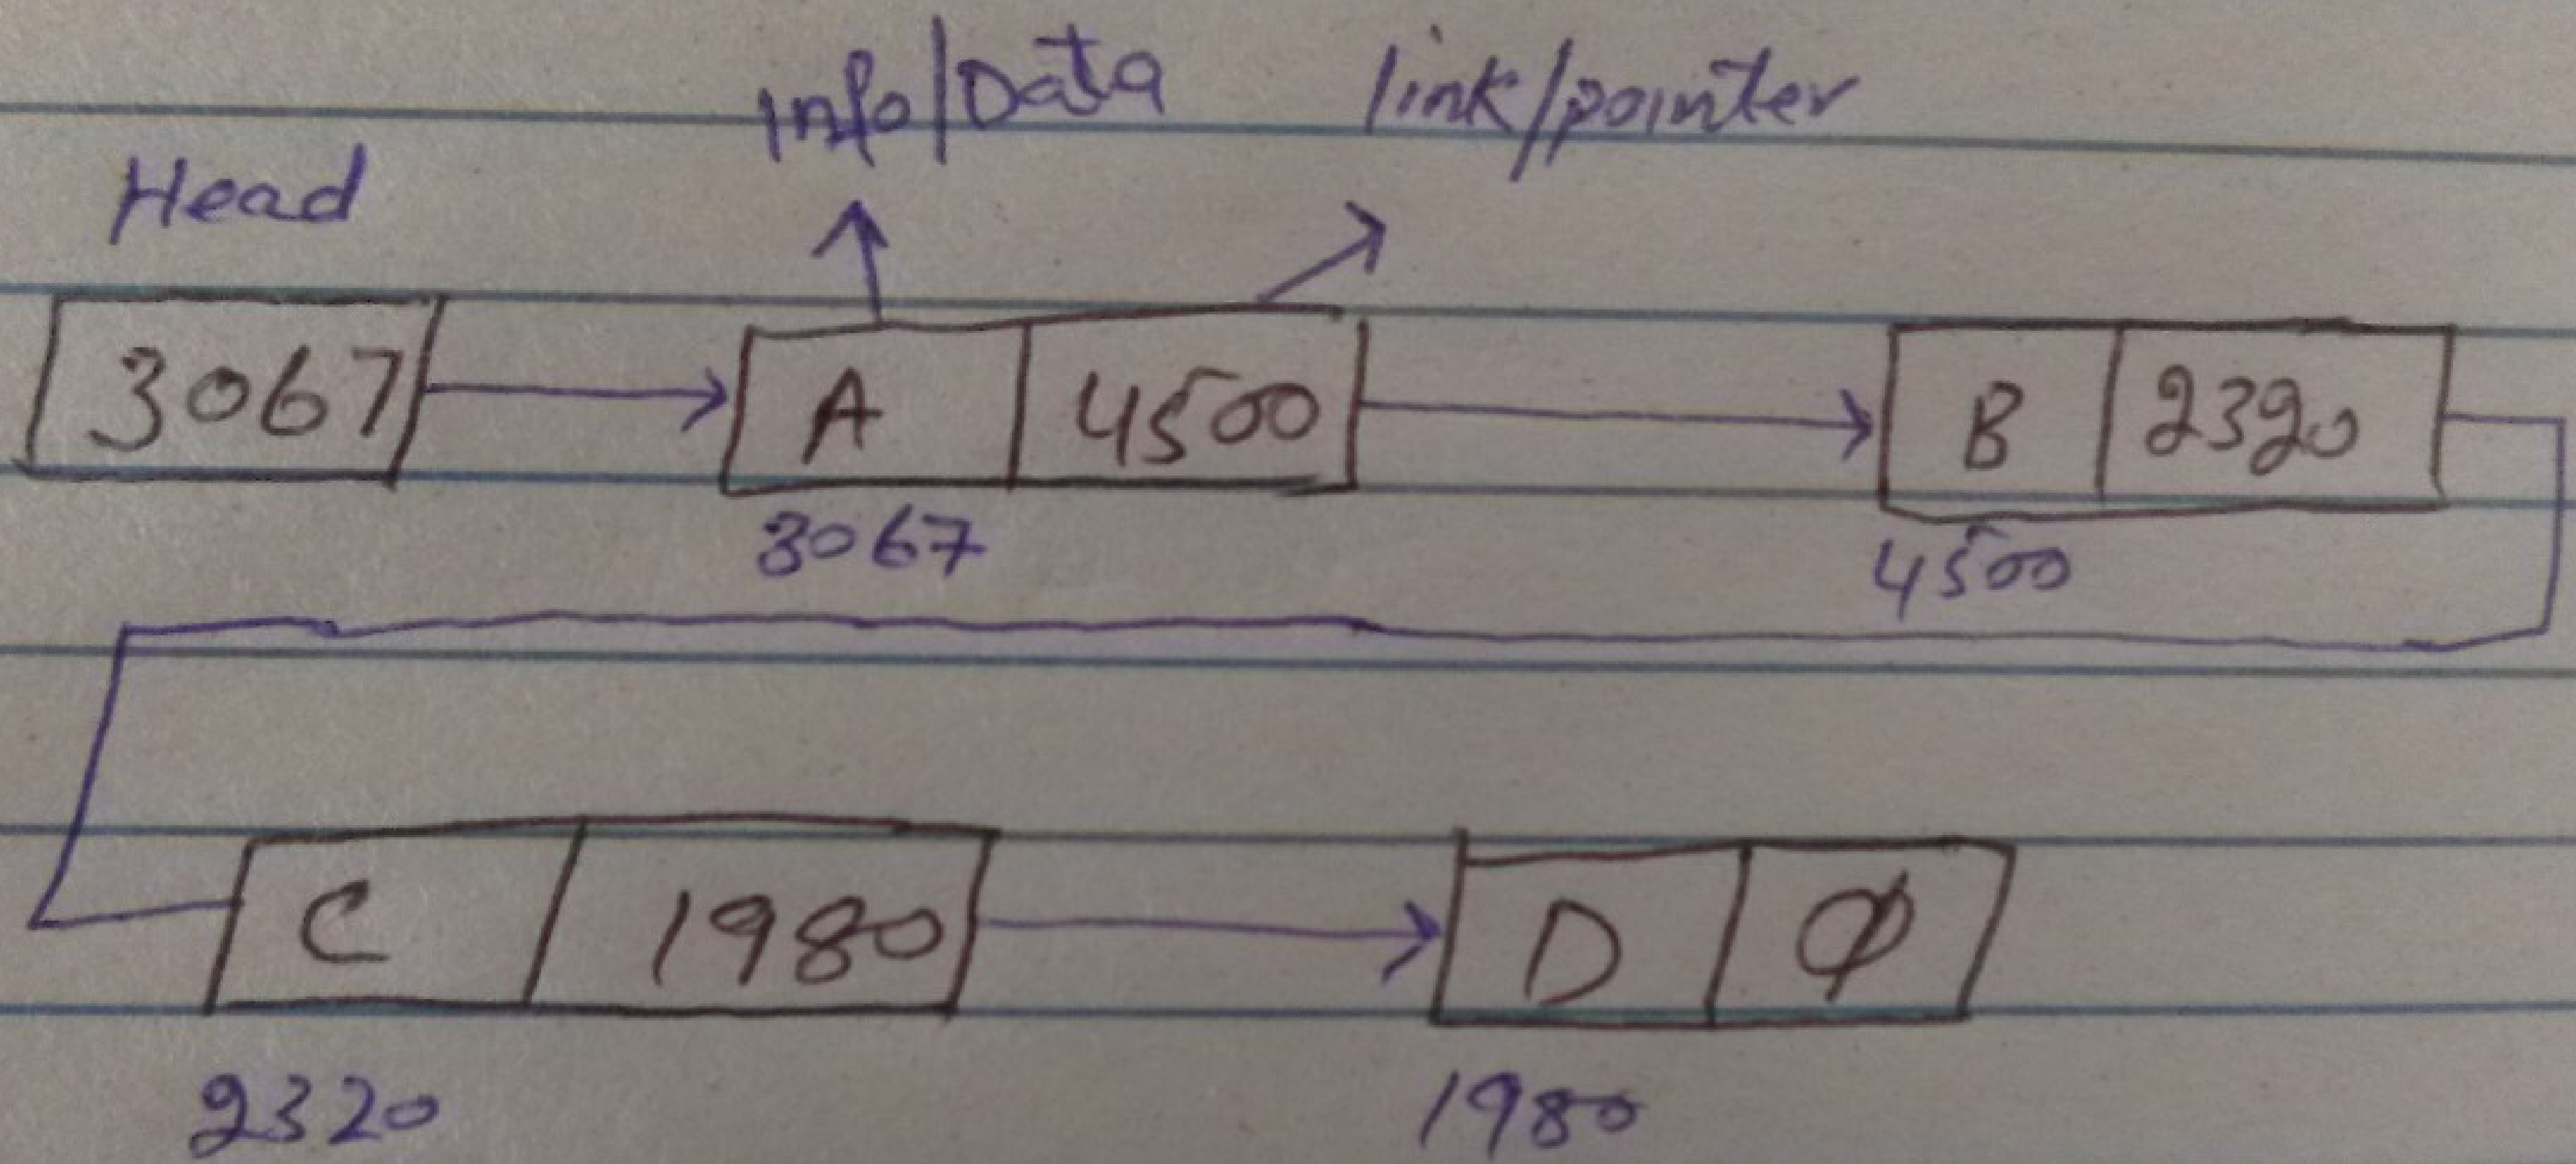 Info/Data link/pointer
Head
3067 A 4500 B 2320
3067 4500
C 1980 D Φ
2320 1980